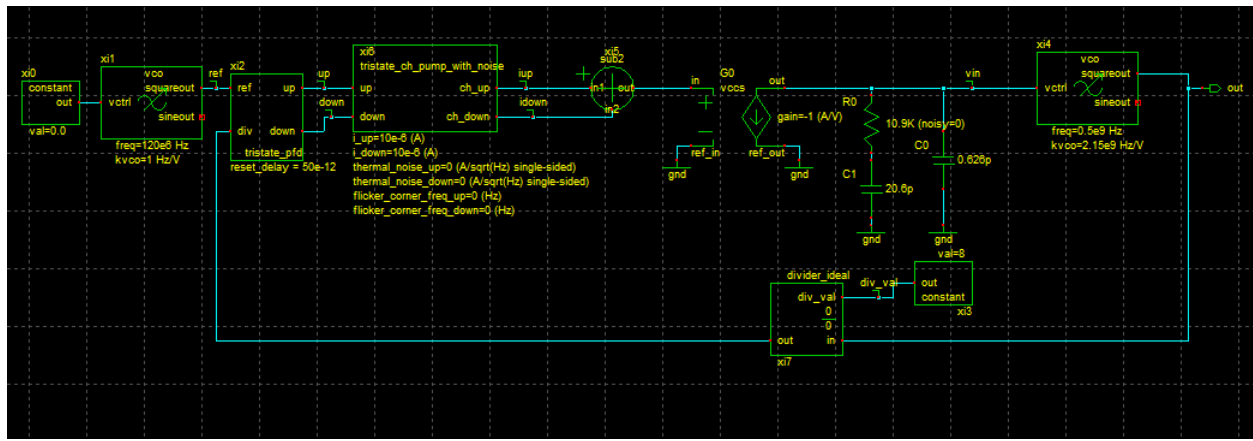 xi0
constant
out
val=0.0
xi1
vco
squareout
vctrl
sineout
freq=120e6 Hz
kvco=1 Hz/V
ref
xi2
ref
up
div
down
tristate_pfd
reset_delay = 50e-12
up
down
xi6
tristate_ch_pump_with_noise
up
ch_up
down
ch_down
i_up=10e-6 (A)
i_down=10e-6 (A)
thermal_noise_up=0 (A/sqrt(Hz) single-sided)
thermal_noise_down=0 (A/sqrt(Hz) single-sided)
flicker_corner_freq_up=0 (Hz)
flicker_corner_freq_down=0 (Hz)
iup
idown
xi5
sub2
in1
out
in2
in
G0
vccs
out
gain=-1 (A/V)
ref_in
ref_out
gnd
gnd
R0
10.9K (noisy=0)
C0
0.626p
C1
20.6p
gnd
gnd
vin
xi4
vco
squareout
vctrl
sineout
freq=0.5e9 Hz
kvco=2.15e9 Hz/V
out
val=8
out
constant
xi3
div_val
divider_ideal
div_val
0
0
out
in
xi7